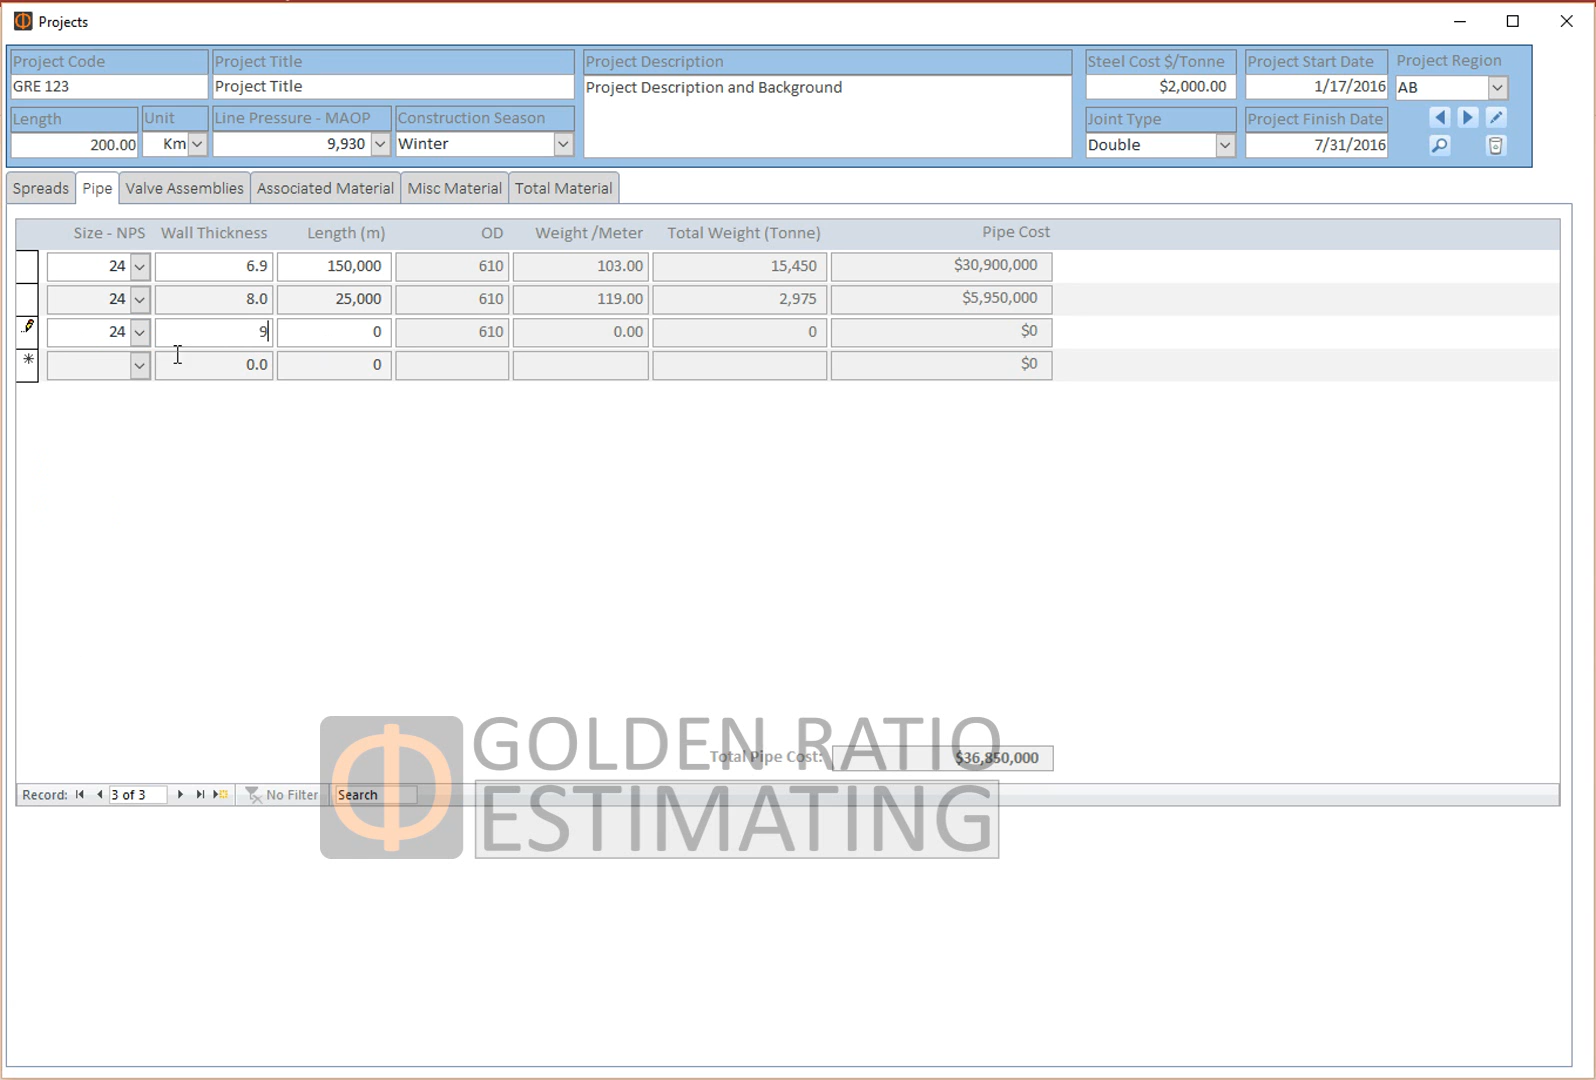 Projects
Project Code Project Title Project Description Steel Cost $/Tonne Project Start Date Project Region
GRE 123 Project Title Project Description and Background $2,000.00 1/17/2016 AB
Length Unit Line Pressure - MAOP Construction Season Joint Type Project Finish Date
200.00 Km 9,930 Winter Double 7/31/2016
Spreads Pipe Valve Assemblies Associated Material Misc Material Total Material
Size - NPS Wall Thickness Length (m) OD Weight /Meter Total Weight (Tonne) Pipe Cost
24 6.9 150,000 610 103.00 15,450 $30,900,000
24 8.0 25,000 610 119.00 2,975 $5,950,000
24 9 0 610 0.00 0 $0
0.0 0 $0
GOLDEN RATIO
Total Pipe Cost: $36,850,000
Record: 3 of 3 No Filter Search
ESTIMATING